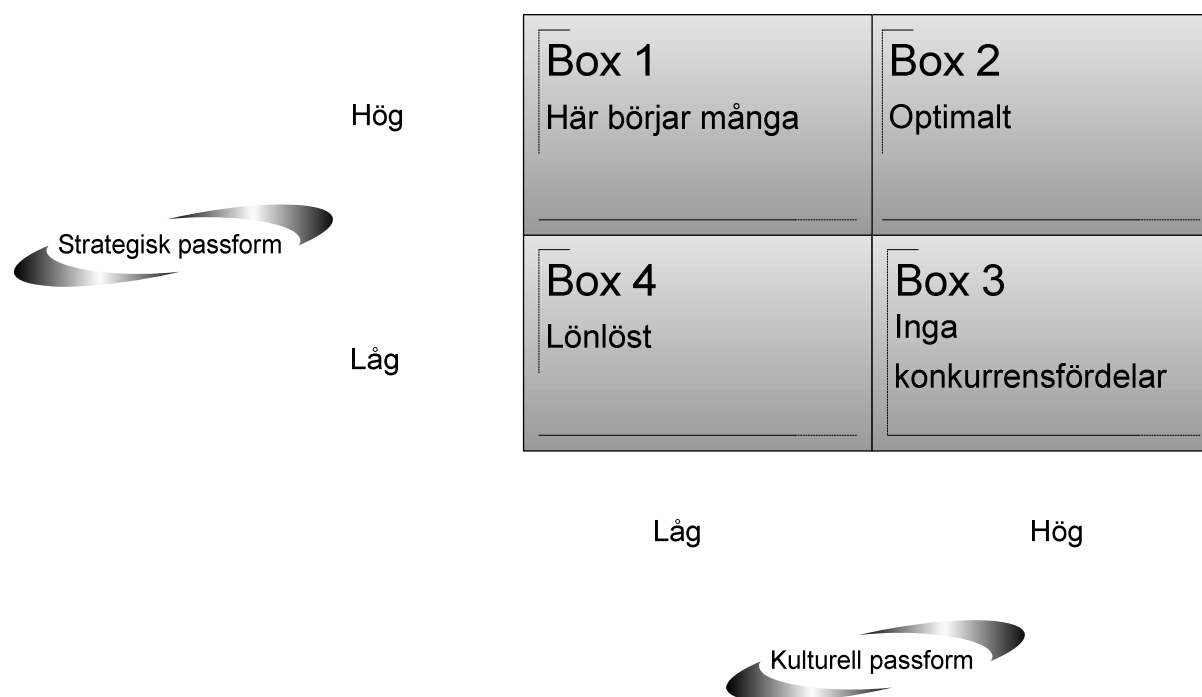 Box 1
Här börjar många
Box 2
Optimalt
Hög
Strategisk passform
Box 4
Lönlöst
Box 3
Inga
konkurrensfördelar
Låg
Låg
Hög
Kulturell passform